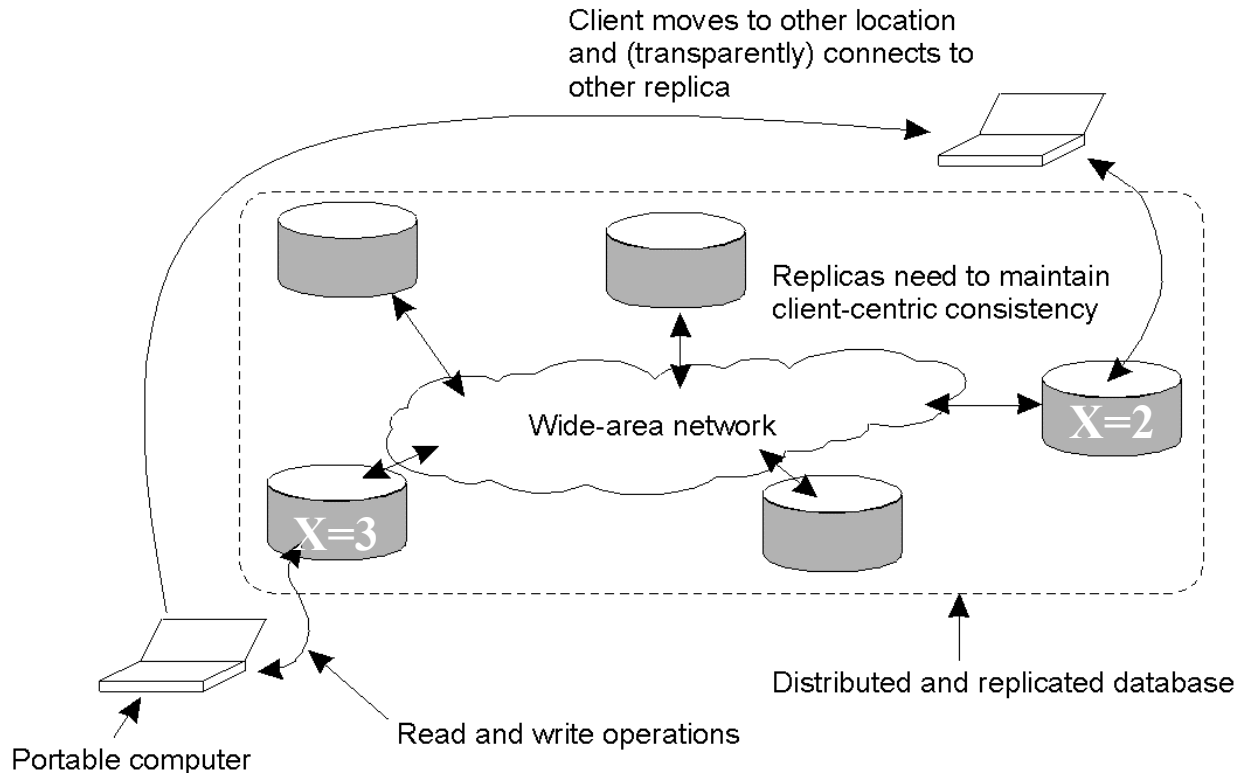 Client moves to other location
and (transparently) connects to
other replica
Replicas need to maintain
client-centric consistency
Wide-area network
X=2
X=3
Distributed and replicated database
Read and write operations
Portable computer